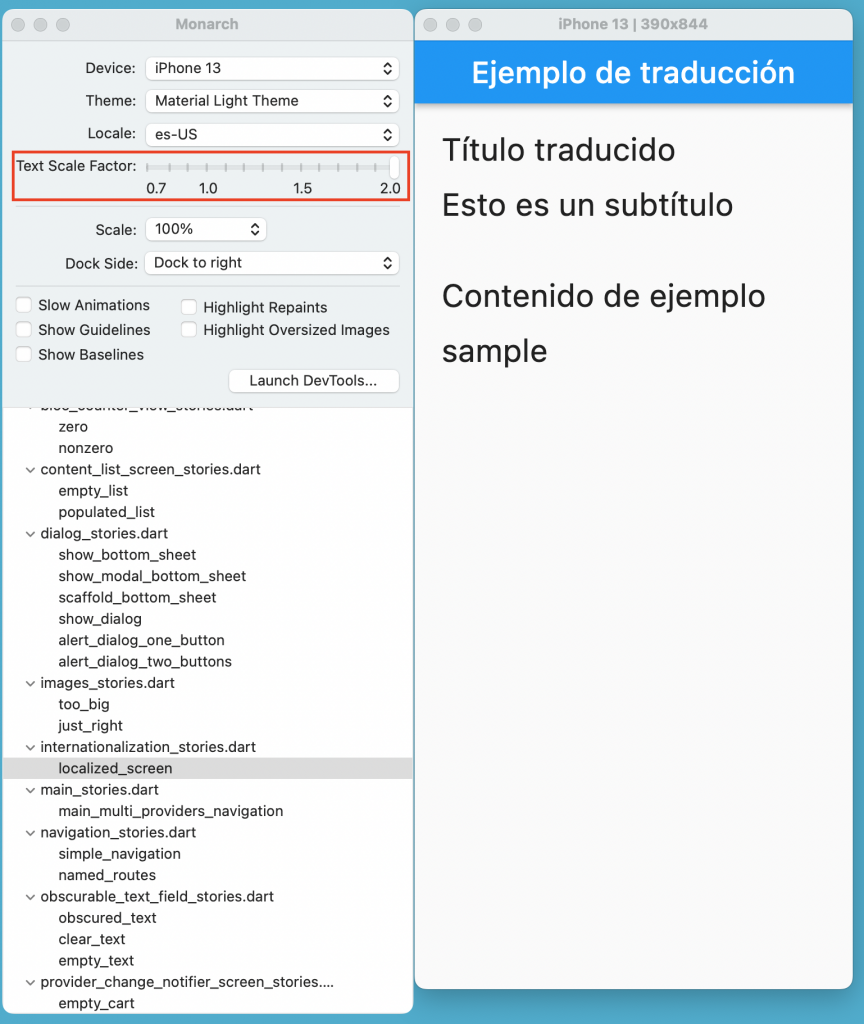 Monarch
Device: iPhone 13
Theme: Material Light Theme
Locale: es-US
Text Scale Factor:
0.7 1.0 1.5 2.0
Scale: 100%
Dock Side: Dock to right
Slow Animations Highlight Repaints
Show Guidelines Highlight Oversized Images
Show Baselines
Launch DevTools...
bloc_counter_view_stories.dart
zero
nonzero
content_list_screen_stories.dart
empty_list
populated_list
dialog_stories.dart
show_bottom_sheet
show_modal_bottom_sheet
scaffold_bottom_sheet
show_dialog
alert_dialog_one_button
alert_dialog_two_buttons
images_stories.dart
too_big
just_right
internationalization_stories.dart
localized_screen
main_stories.dart
main_multi_providers_navigation
navigation_stories.dart
simple_navigation
named_routes
obscurable_text_field_stories.dart
obscured_text
clear_text
empty_text
provider_change_notifier_screen_stories....
empty_cart
iPhone 13 | 390x844
Ejemplo de traducción
Título traducido
Esto es un subtítulo
Contenido de ejemplo
sample